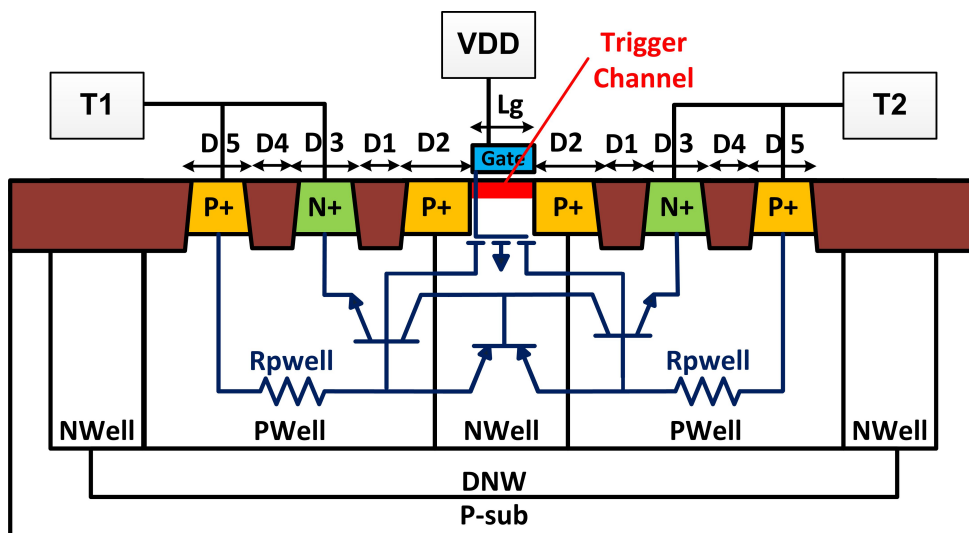 VDD
Trigger
Channel
T1
T2
Lg
D5 D4 D3 D1 D2 D2 D1 D3 D4 D5
Gate
P+ N+ P+ P+ N+ P+
Rpwell Rpwell
NWell PWell NWell PWell NWell
DNW
P-sub